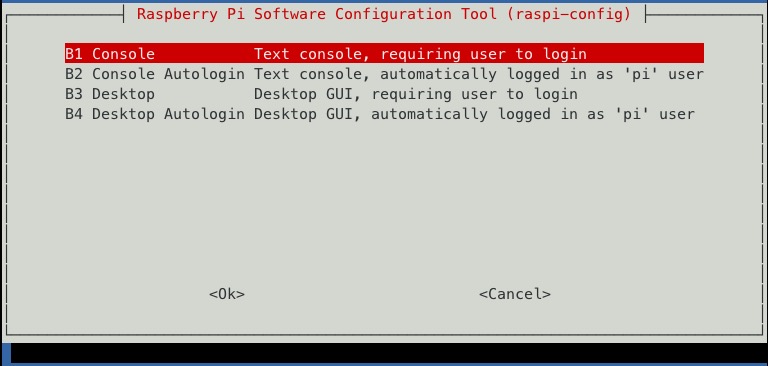 Raspberry Pi Software Configuration Tool (raspi-config)
B1 Console Text console, requiring user to login
B2 Console Autologin Text console, automatically logged in as 'pi' user
B3 Desktop Desktop GUI, requiring user to login
B4 Desktop Autologin Desktop GUI, automatically logged in as 'pi' user
<Ok> <Cancel>